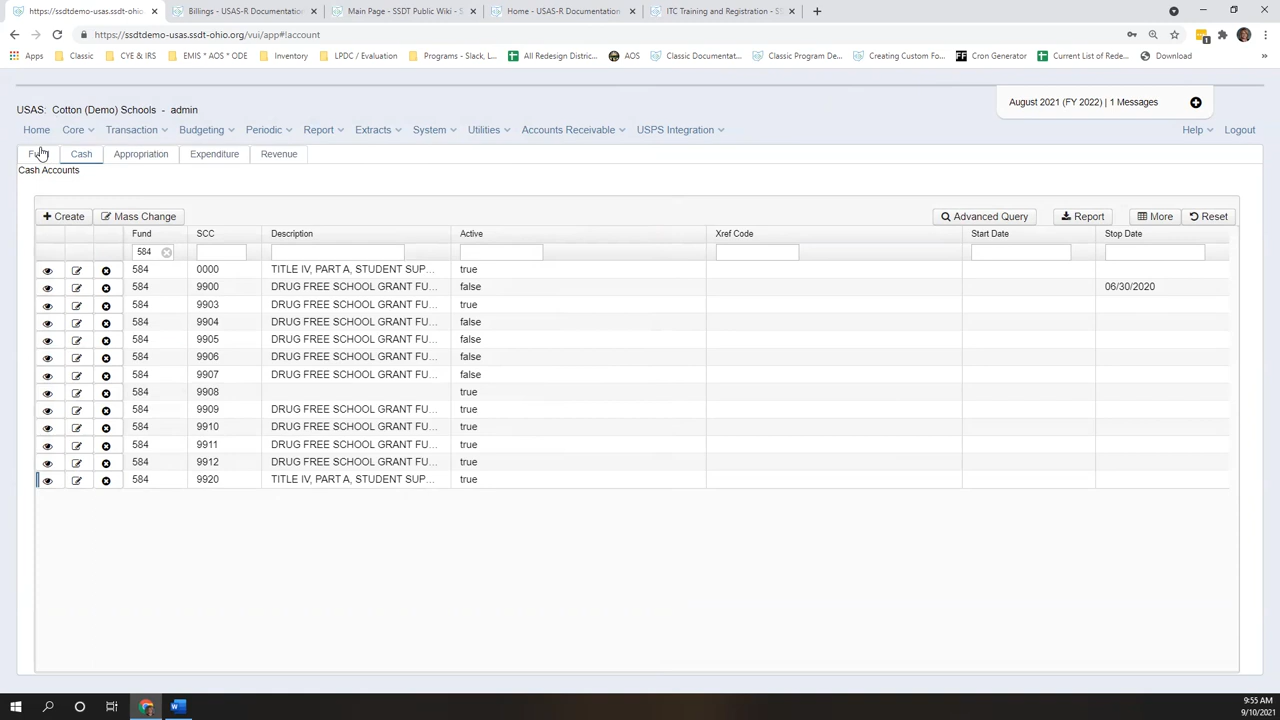 https://ssdtdemo-usas.ssdt-ohio.org
Billings - USAS-R Documentation
Main Page - SSDT Public Wiki - S
Home - USAS-R Documentation
ITC Training and Registration - S
https://ssdtdemo-usas.ssdt-ohio.org/vui/app#!account
Apps
Classic
CYE & IRS
EMIS * AOS * ODE
Inventory
LPDC / Evaluation
Programs - Classic, R...
All Redesign Distric...
AOS
Classic Documentat...
Classic Program De...
Creating Custom Fo...
Cron Generator
Current List of Rede...
Download
USAS: Cotton (Demo) Schools - admin
August 2021 (FY 2022) | 1 Messages
Home Core Transaction Budgeting Periodic Report Extracts System Utilities Accounts Receivable USPS Integration Help Logout
Cash Appropriation Expenditure Revenue
Cash Accounts
Create Mass Change Advanced Query Report More Reset
Fund SCC Description Active Xref Code Start Date Stop Date
584
584 0000 TITLE IV, PART A, STUDENT SUP... true
584 9900 DRUG FREE SCHOOL GRANT FU... false 06/30/2020
584 9903 DRUG FREE SCHOOL GRANT FU... true
584 9904 DRUG FREE SCHOOL GRANT FU... false
584 9905 DRUG FREE SCHOOL GRANT FU... false
584 9906 DRUG FREE SCHOOL GRANT FU... false
584 9907 DRUG FREE SCHOOL GRANT FU... false
584 9908 true
584 9909 DRUG FREE SCHOOL GRANT FU... true
584 9910 DRUG FREE SCHOOL GRANT FU... true
584 9911 DRUG FREE SCHOOL GRANT FU... true
584 9912 DRUG FREE SCHOOL GRANT FU... true
584 9920 TITLE IV, PART A, STUDENT SUP... true
9:55 AM
9/10/2021